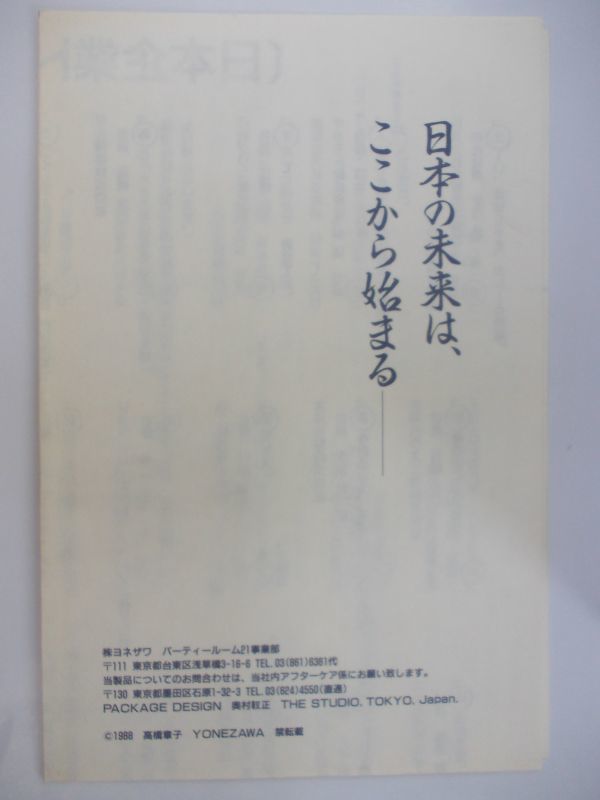 日本の未来は、
ここから始まる――
㈱ヨネザワ パーティールーム21事業部
〒111 東京都台東区浅草橋3-16-6 TEL.03(861)6361代
当製品についてのお問合わせは、当社内アフターケア係にお願い致します。
〒130 東京都墨田区石原1-32-3 TEL.03(624)4550(直通)
PACKAGE DESIGN 奥村靫正 THE STUDIO. TOKYO. Japan.
©1988 高橋章子 YONEZAWA 禁転載